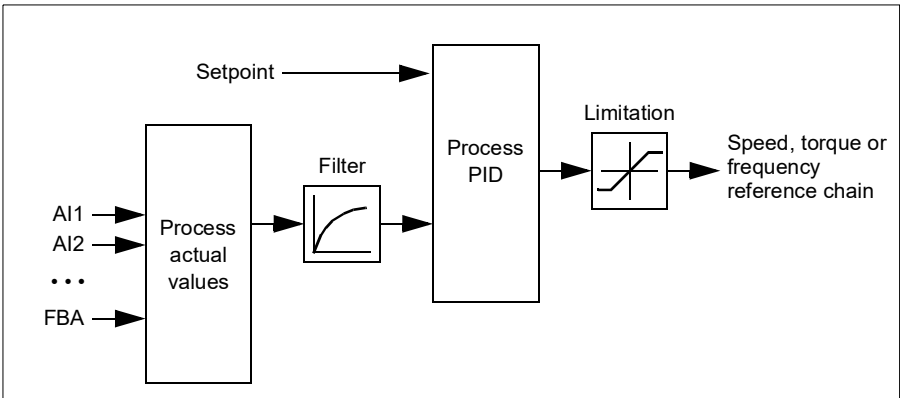 Setpoint
Limitation
Process
PID
Speed, torque or
frequency
reference chain
Filter
AI1
AI2
• • •
FBA
Process
actual
values